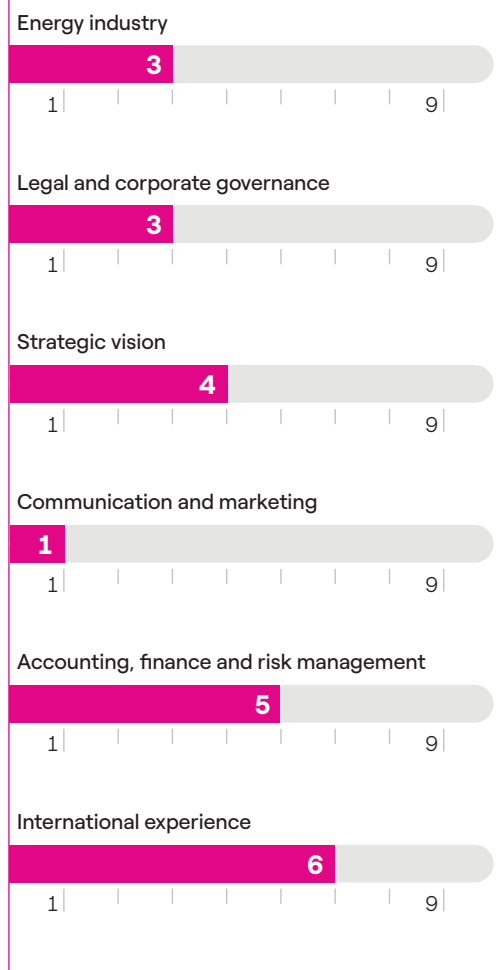 Energy industry
3
1 9
Legal and corporate governance
3
1 9
Strategic vision
4
1 9
Communication and marketing
1
1 9
Accounting, finance and risk management
5
1 9
International experience
6
1 9